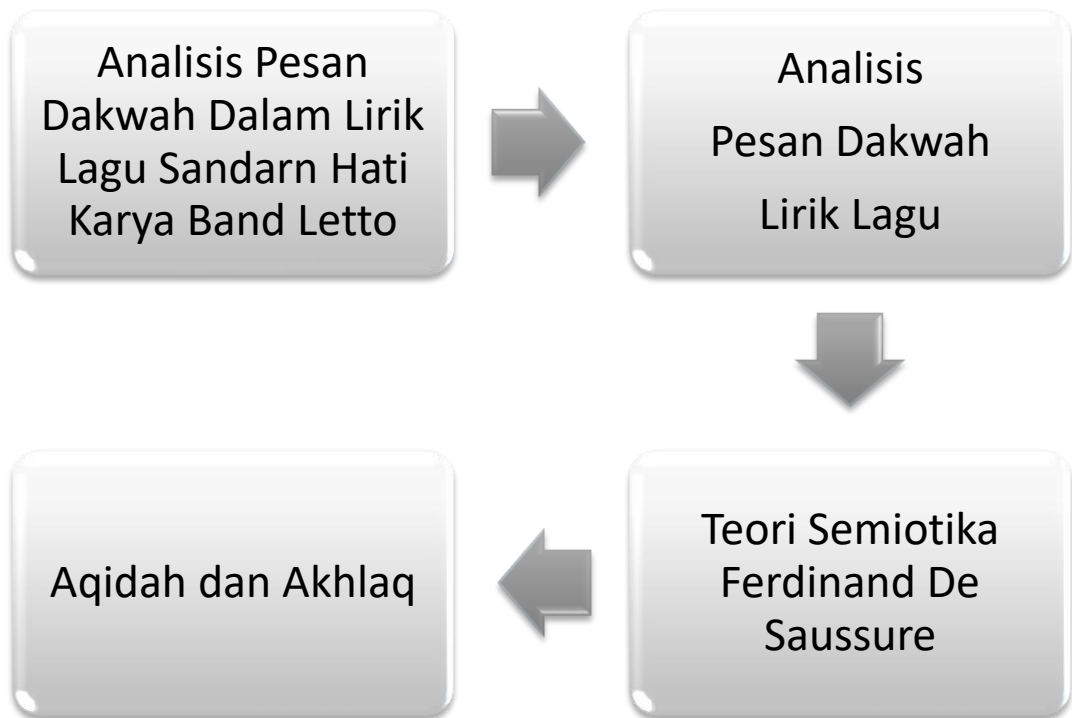 Analisis Pesan
Dakwah Dalam Lirik
Lagu Sandarn Hati
Karya Band Letto
Analisis
Pesan Dakwah
Lirik Lagu
Teori Semiotika
Ferdinand De
Saussure
Aqidah dan Akhlaq